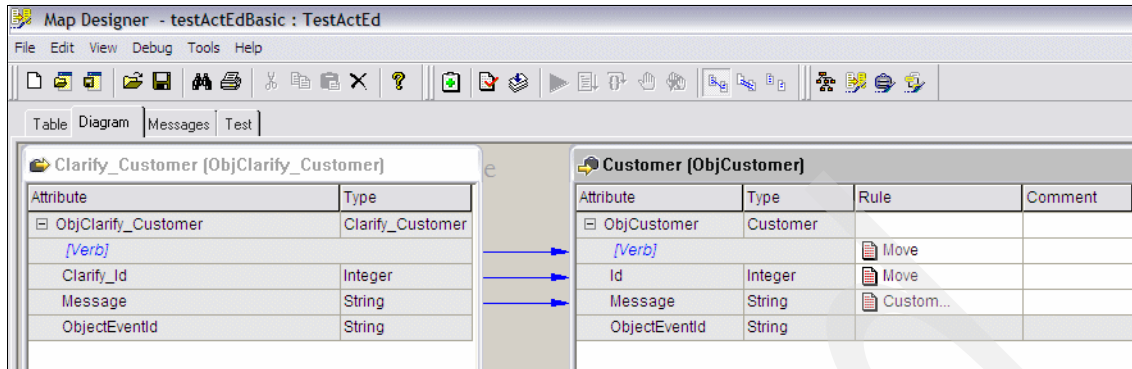 Map Designer - testActEdBasic : TestActEd
File Edit View Debug Tools Help
Table Diagram Messages Test
Clarify_Customer (ObjClarify_Customer)
Attribute Type
ObjClarify_Customer Clarify_Customer
[Verb]
Clarify_Id Integer
Message String
ObjectEventId String
e
Customer (ObjCustomer)
Attribute Type Rule Comment
ObjCustomer Customer
[Verb] Move
Id Integer Move
Message String Custom...
ObjectEventId String